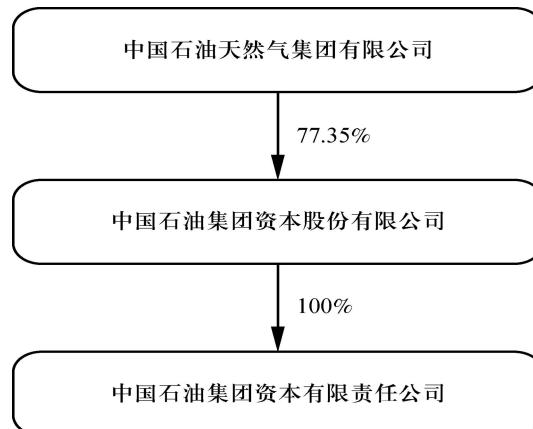 中国石油天然气集团有限公司
77.35%
中国石油集团资本股份有限公司
100%
中国石油集团资本有限责任公司